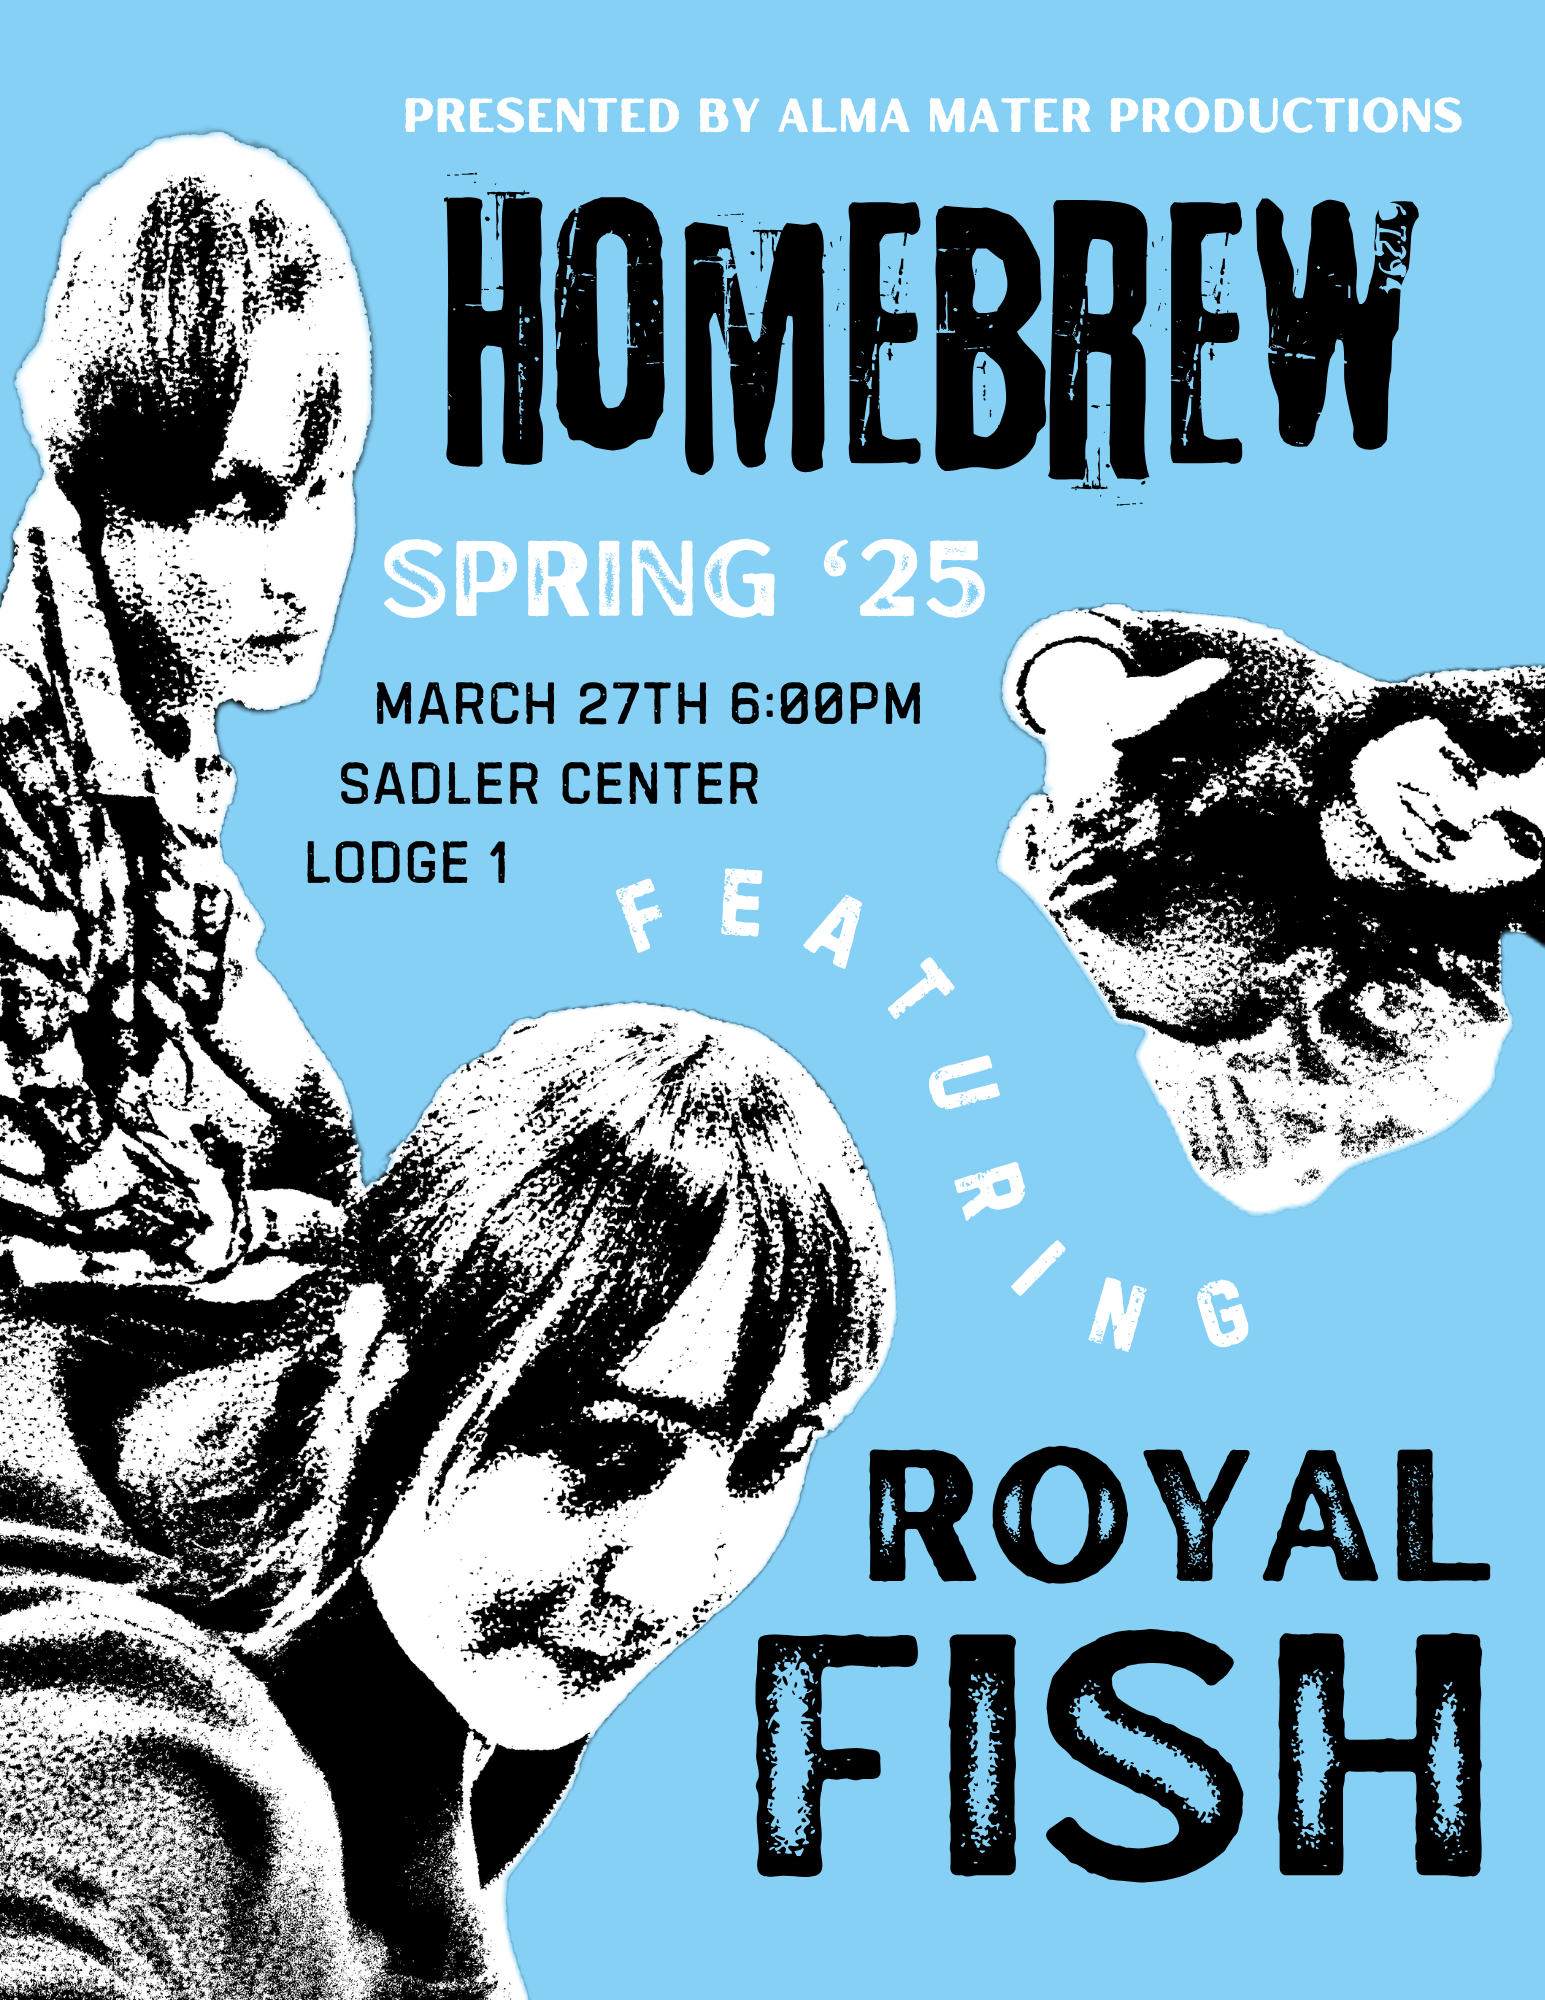 PRESENTED BY ALMA MATER PRODUCTIONS
HOMEBREW
SPRING ‘25
MARCH 27TH 6:00PM
SADLER CENTER
LODGE 1
FEATURING
ROYAL
FISH